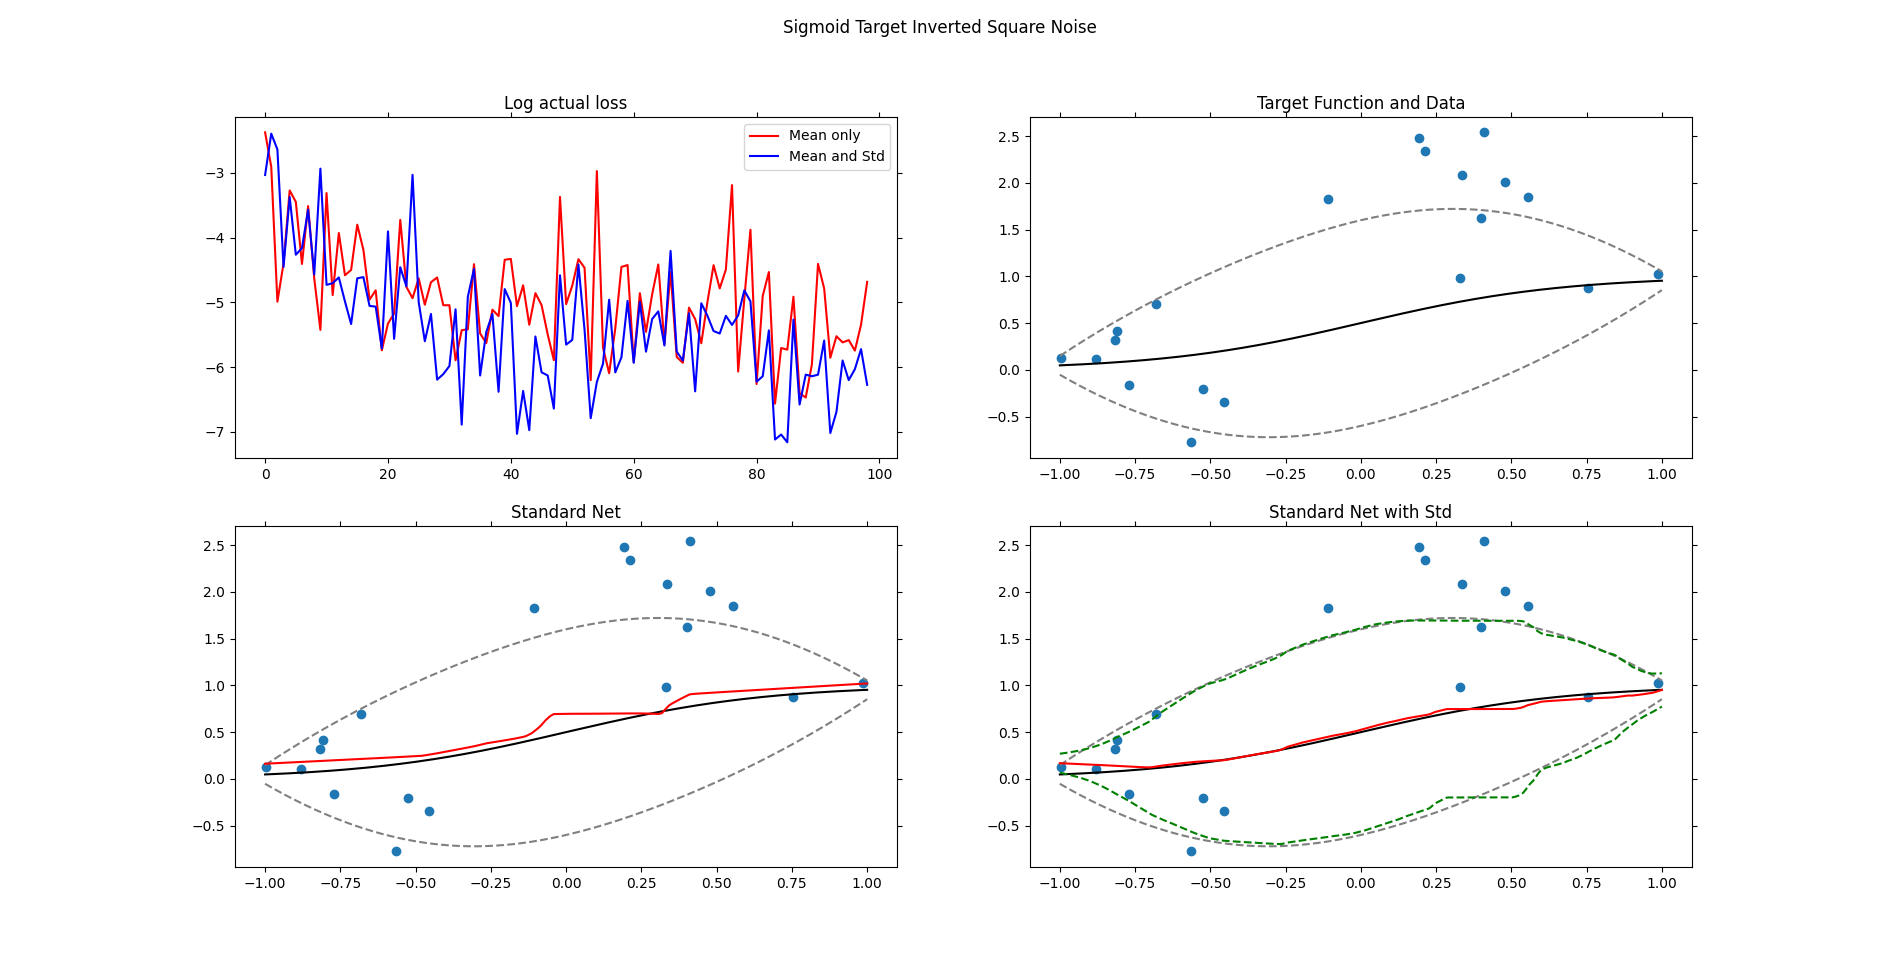 Sigmoid Target Inverted Square Noise
Log actual loss
Mean only
Mean and Std
−3
−4
−5
−6
−7
0 20 40 60 80 100
Target Function and Data
2.5
2.0
1.5
1.0
0.5
0.0
−0.5
−1.00 −0.75 −0.50 −0.25 0.00 0.25 0.50 0.75 1.00
Standard Net
2.5
2.0
1.5
1.0
0.5
0.0
−0.5
−1.00 −0.75 −0.50 −0.25 0.00 0.25 0.50 0.75 1.00
Standard Net with Std
2.5
2.0
1.5
1.0
0.5
0.0
−0.5
−1.00 −0.75 −0.50 −0.25 0.00 0.25 0.50 0.75 1.00